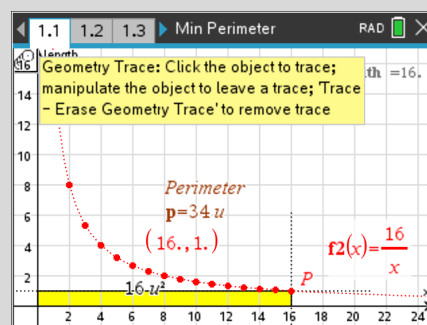 1.1 1.2 1.3 Min Perimeter RAD
length
16
Geometry Trace: Click the object to trace;
manipulate the object to leave a trace; 'Trace
- Erase Geometry Trace' to remove trace
th =16.
14
12
10
8
6
4
2
Perimeter
p=34 u
(16.,1.)
f2(x)=16/x
P
16 u²
2 4 6 8 10 12 14 16 18 20 22 24